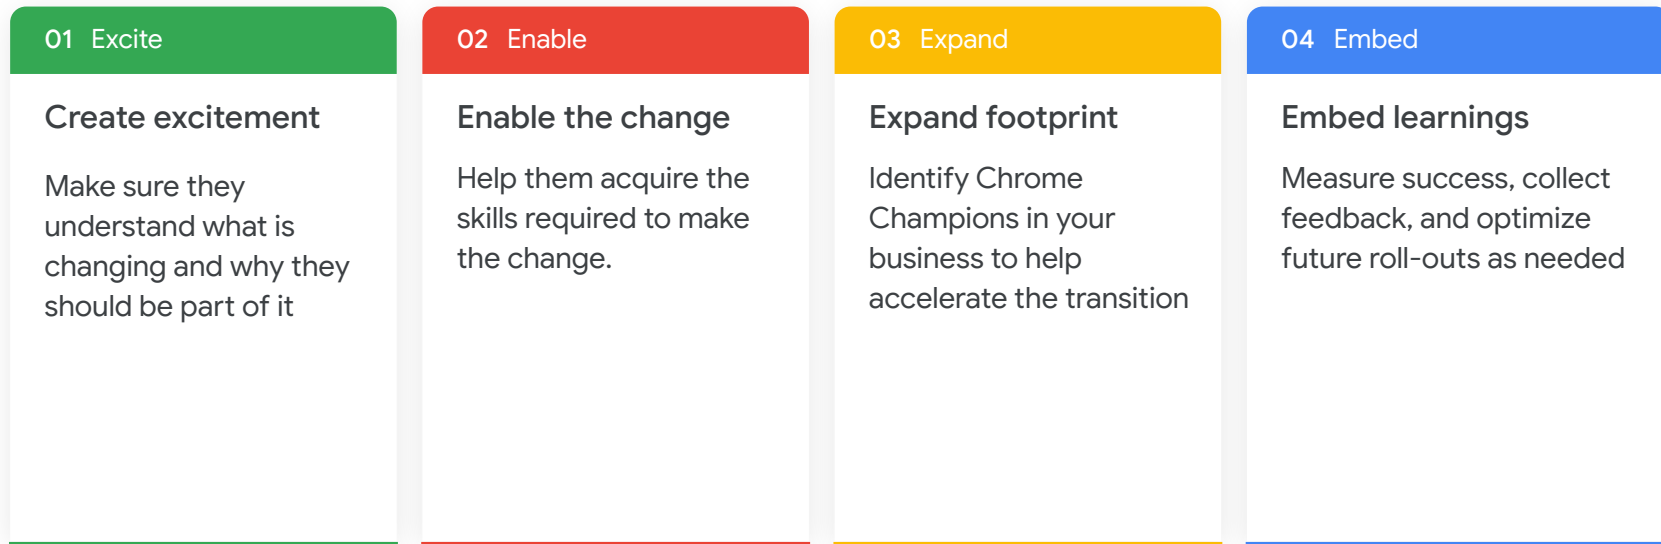 01 Excite
Create excitement
Make sure they
understand what is
changing and why they
should be part of it
02 Enable
Enable the change
Help them acquire the
skills required to make
the change.
03 Expand
Expand footprint
Identify Chrome
Champions in your
business to help
accelerate the transition
04 Embed
Embed learnings
Measure success, collect
feedback, and optimize
future roll-outs as needed